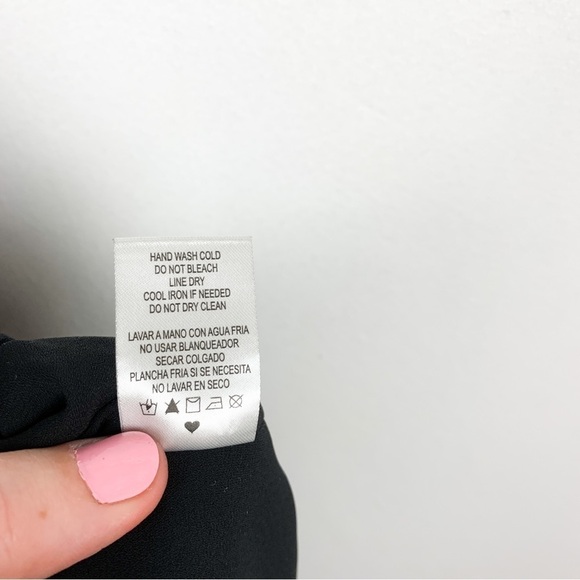 HAND WASH COLD
DO NOT BLEACH
LINE DRY
COOL IRON IF NEEDED
DO NOT DRY CLEAN
LAVAR A MANO CON AGUA FRIA
NO USAR BLANQUEADOR
SECAR COLGADO
PLANCHA FRIA SI SE NECESITA
NO LAVAR EN SECO